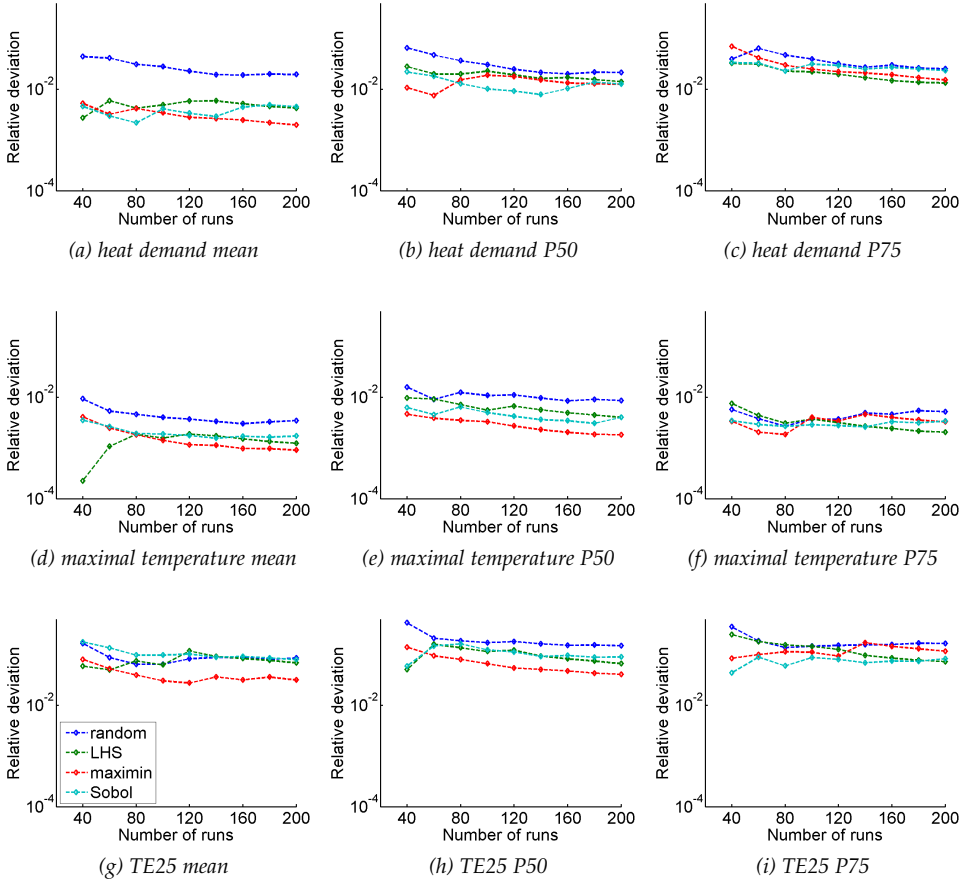 Relative deviation
10^-2
10^-4
40 80 120 160 200
Number of runs
(a) heat demand mean
Relative deviation
10^-2
10^-4
40 80 120 160 200
Number of runs
(b) heat demand P50
Relative deviation
10^-2
10^-4
40 80 120 160 200
Number of runs
(c) heat demand P75
Relative deviation
10^-2
10^-4
40 80 120 160 200
Number of runs
(d) maximal temperature mean
Relative deviation
10^-2
10^-4
40 80 120 160 200
Number of runs
(e) maximal temperature P50
Relative deviation
10^-2
10^-4
40 80 120 160 200
Number of runs
(f) maximal temperature P75
Relative deviation
10^-2
10^-4
random
LHS
maximin
Sobol
40 80 120 160 200
Number of runs
(g) TE25 mean
Relative deviation
10^-2
10^-4
40 80 120 160 200
Number of runs
(h) TE25 P50
Relative deviation
10^-2
10^-4
40 80 120 160 200
Number of runs
(i) TE25 P75